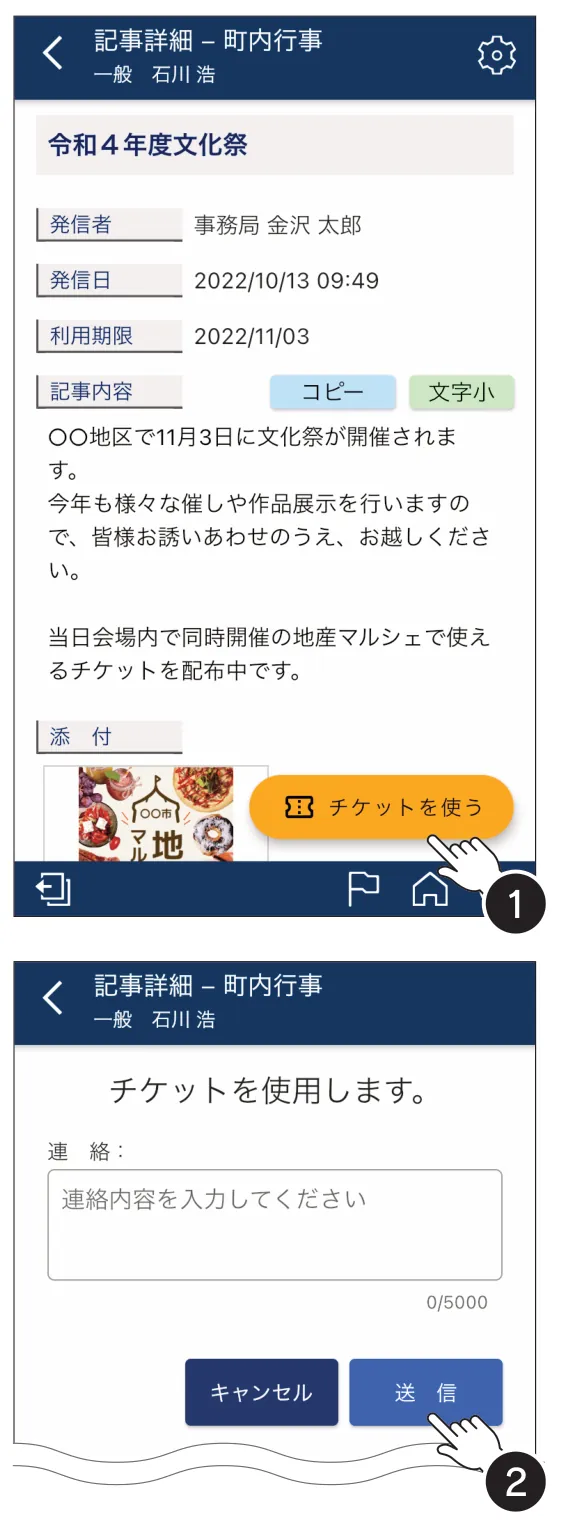 記事詳細 – 町内行事
一般　石川 浩
令和４年度文化祭
発信者 事務局 金沢 太郎
発信日 2022/10/13 09:49
利用期限 2022/11/03
記事内容 コピー 文字小
〇〇地区で11月3日に文化祭が開催されま
す。
今年も様々な催しや作品展示を行いますの
で、皆様お誘いあわせのうえ、お越しくださ
い。
当日会場内で同時開催の地産マルシェで使え
るチケットを配布中です。
添　付
〇〇市
地
マル
チケットを使う
1
記事詳細 – 町内行事
一般　石川 浩
チケットを使用します。
連　絡：
連絡内容を入力してください
0/5000
キャンセル 送　信
2